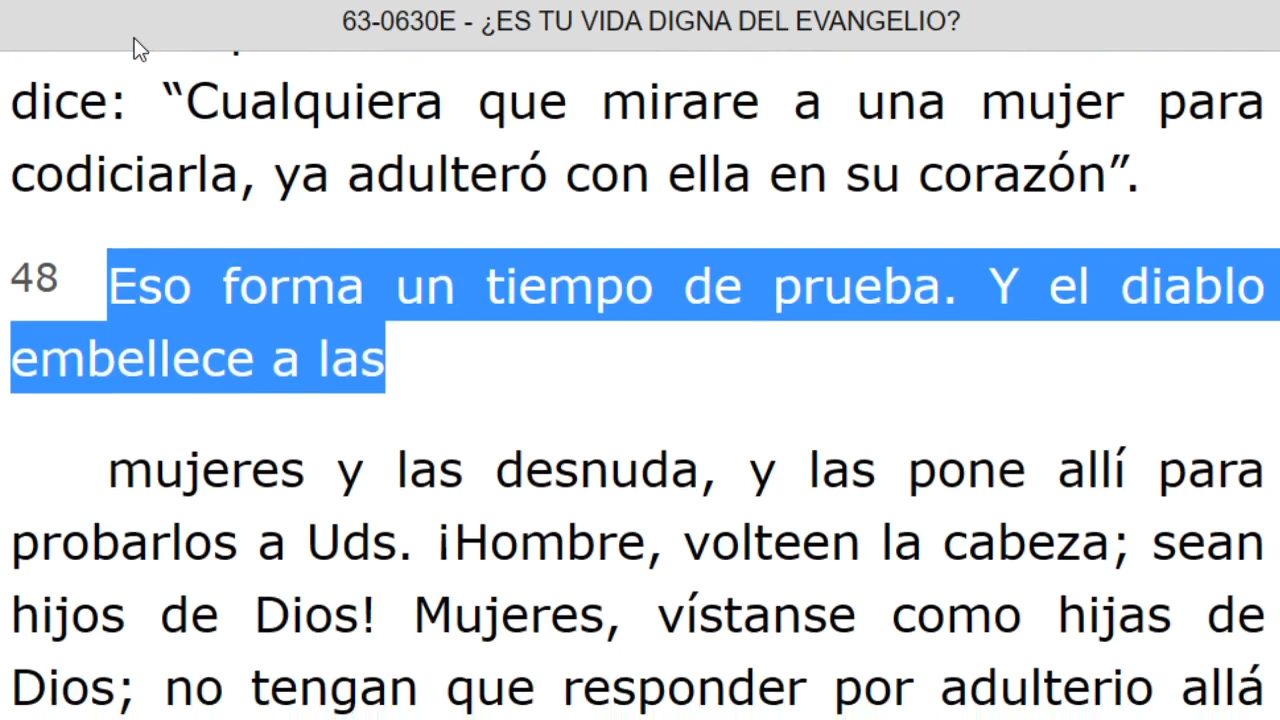 63-0630E - ¿ES TU VIDA DIGNA DEL EVANGELIO?
dice: “Cualquiera que mirare a una mujer para
codiciarla, ya adulteró con ella en su corazón”.
48 Eso forma un tiempo de prueba. Y el diablo
embellece a las
mujeres y las desnuda, y las pone allí para
probarlos a Uds. ¡Hombre, volteen la cabeza; sean
hijos de Dios! Mujeres, vístanse como hijas de
Dios; no tengan que responder por adulterio allá